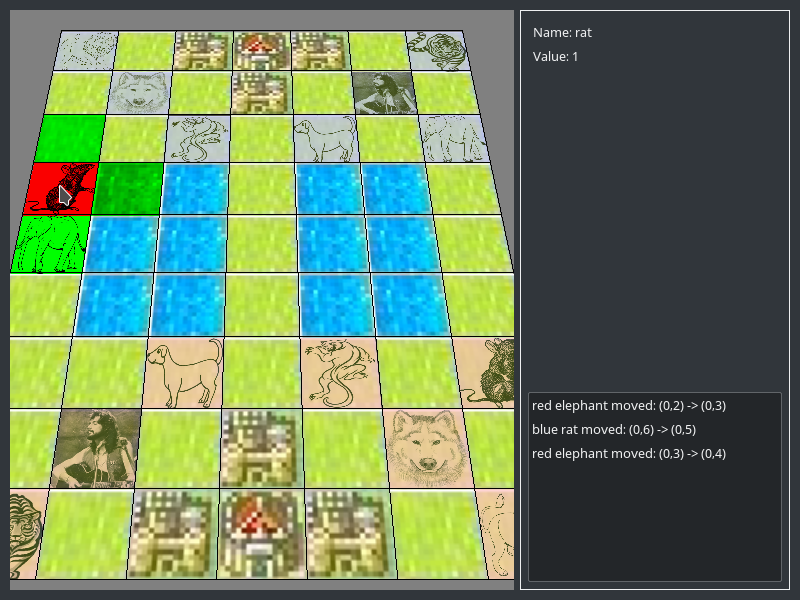 Name: rat
Value: 1
red elephant moved: (0,2) -> (0,3)
blue rat moved: (0,6) -> (0,5)
red elephant moved: (0,3) -> (0,4)